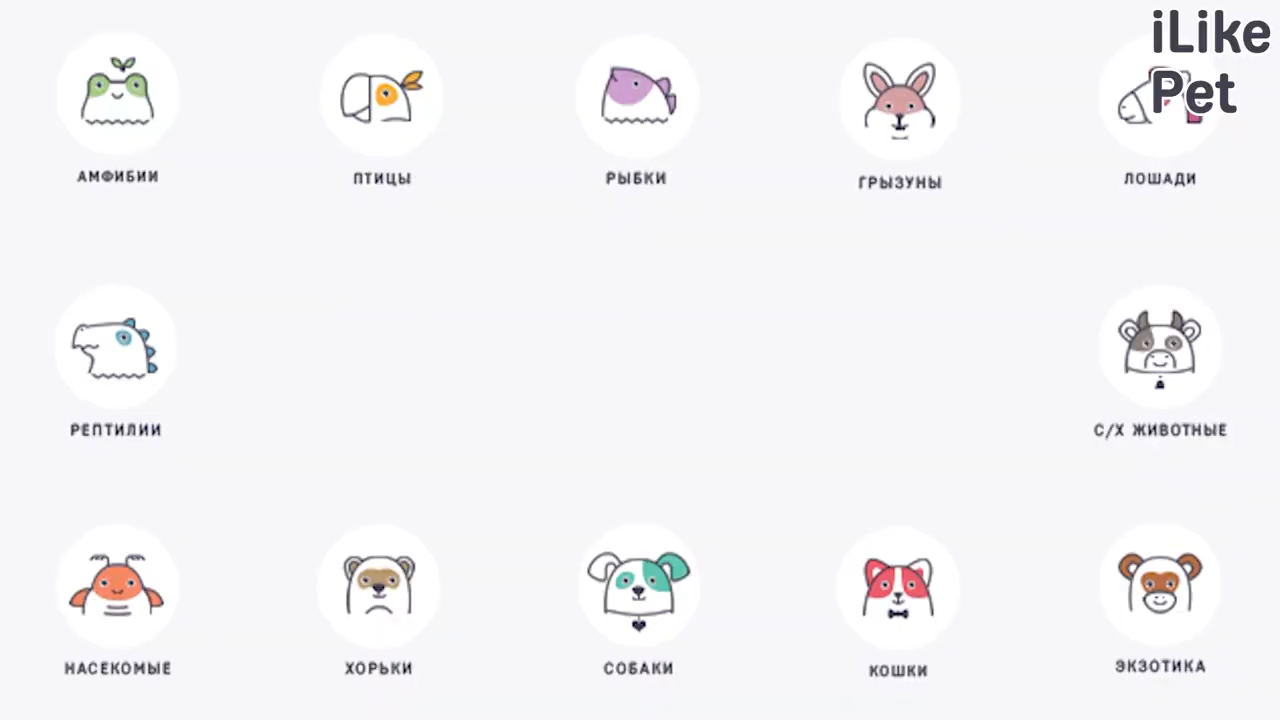 iLike
Pet
АМФИБИИ
ПТИЦЫ
РЫБКИ
ГРЫЗУНЫ
ЛОШАДИ
РЕПТИЛИИ
С/Х ЖИВОТНЫЕ
НАСЕКОМЫЕ
ХОРЬКИ
СОБАКИ
КОШКИ
ЭКЗОТИКА